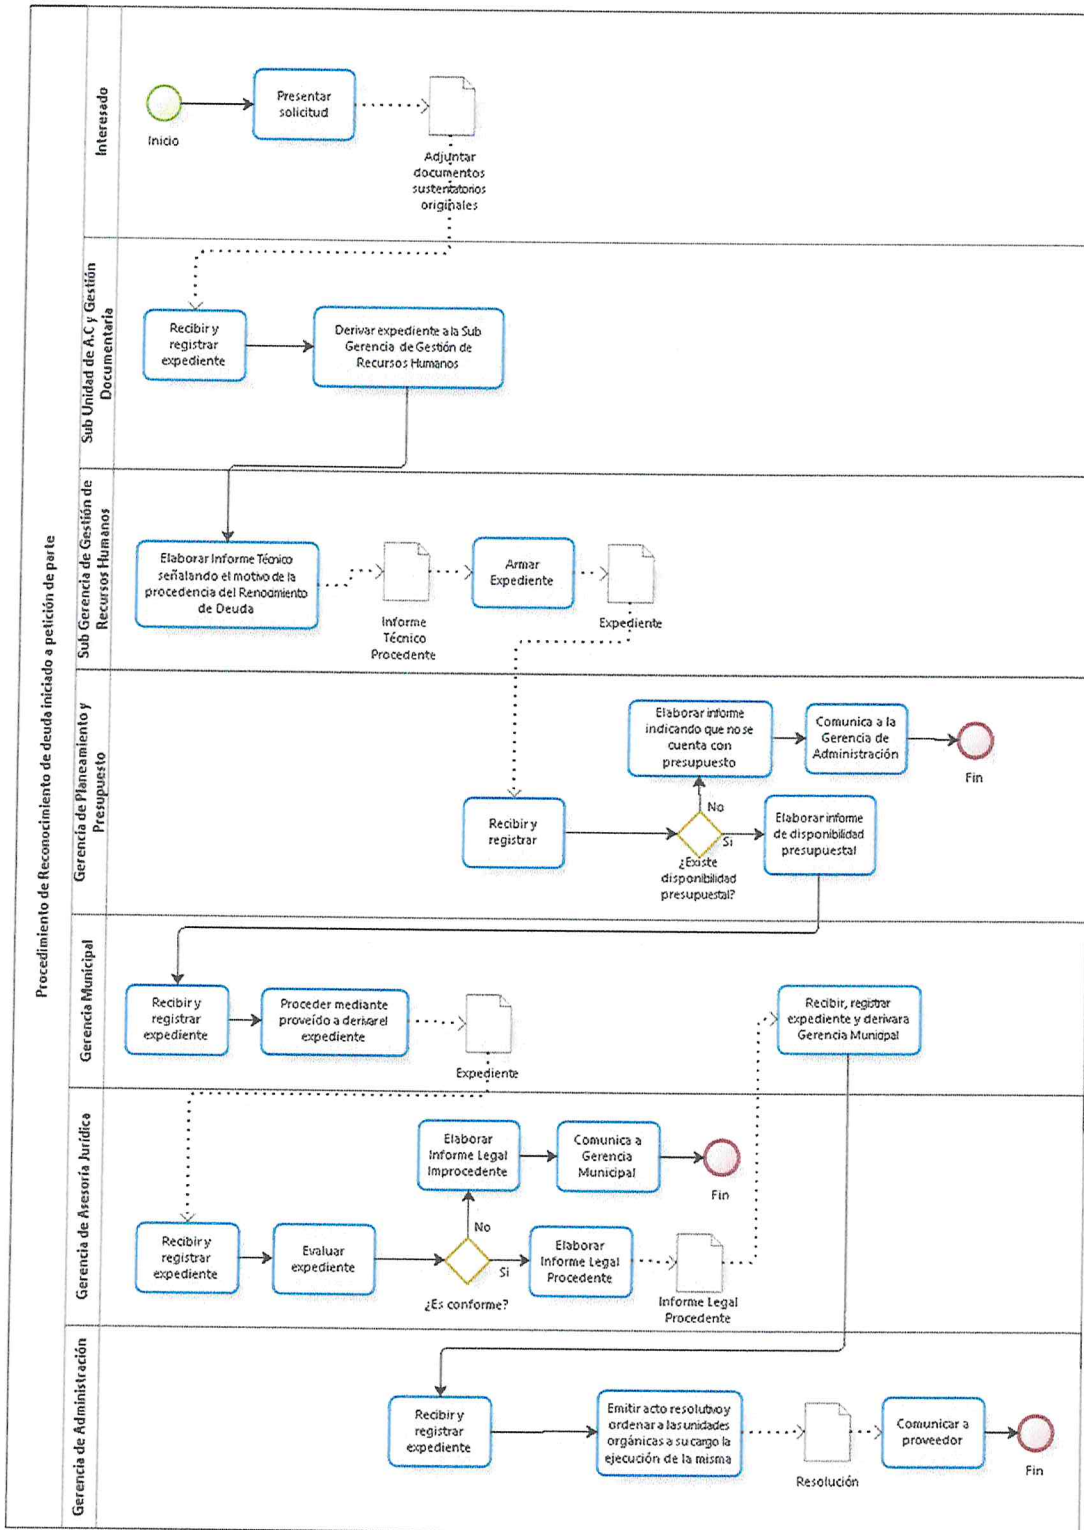 Procedimiento de Reconocimiento de deuda iniciado a petición de parte
Interesado
Inicio
Presentar
solicitud
Adjuntar
documentos
sustentatorios
originales
Sub Unidad de A.C y Gestión
Documentaria
Recibir y
registrar
expediente
Derivar expediente a la Sub
Gerencia de Gestión de
Recursos Humanos
Sub Gerencia de Gestión de
Recursos Humanos
Elaborar Informe Técnico
señalando el motivo de la
procedencia del Renoamiento
de Deuda
Informe
Técnico
Procedente
Armar
Expediente
Expediente
Gerencia de Planeamiento y
Presupuesto
Recibir y
registrar
¿Existe
disponibilidad
presupuestal?
No
Elaborar informe
indicando que no se
cuenta con
presupuesto
Comunica a la
Gerencia de
Administración
Fin
Si
Elaborar informe
de disponibilidad
presupuestal
Gerencia Municipal
Recibir y
registrar
expediente
Proceder mediante
proveído a derivar el
expediente
Expediente
Recibir, registrar
expediente y derivar a
Gerencia Municipal
Gerencia de Asesoría Jurídica
Recibir y
registrar
expediente
Evaluar
expediente
¿Es conforme?
No
Elaborar
Informe Legal
Improcedente
Comunica a
Gerencia
Municipal
Fin
Si
Elaborar
Informe Legal
Procedente
Informe Legal
Procedente
Gerencia de Administración
Recibir y
registrar
expediente
Emitir acto resolutivo y
ordenar a las unidades
orgánicas a su cargo la
ejecución de la misma
Resolución
Comunicar a
proveedor
Fin